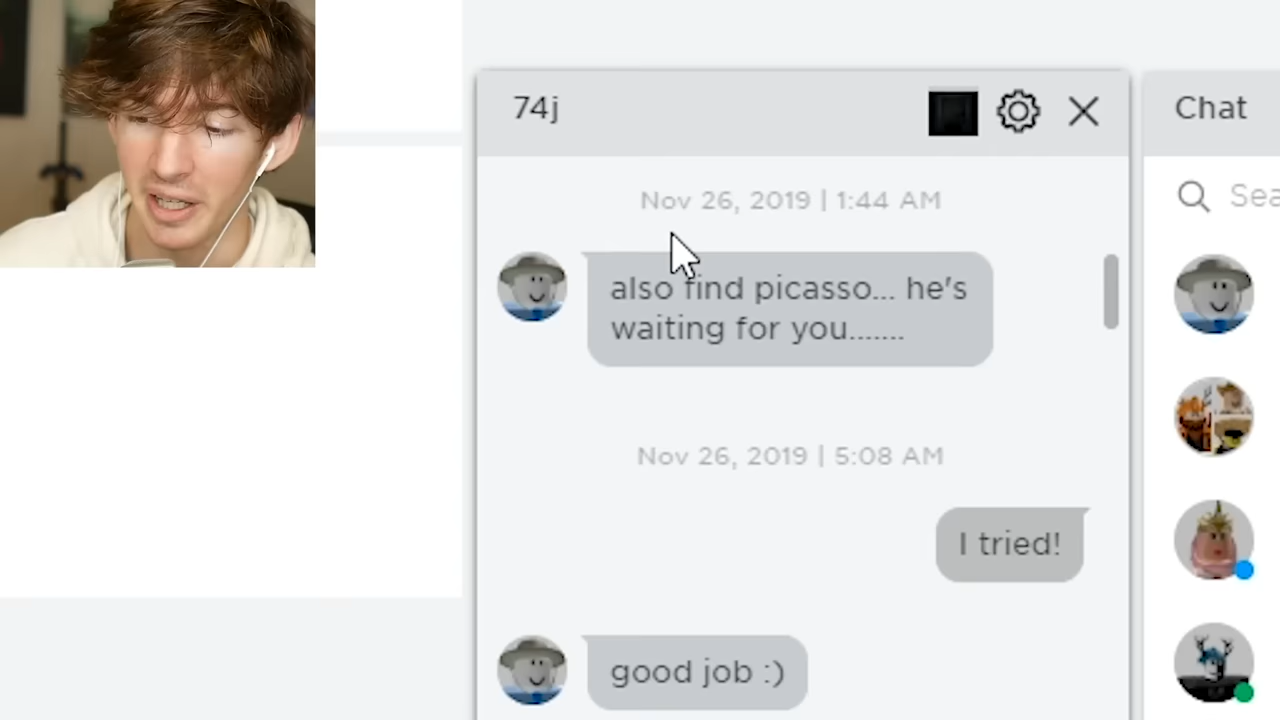 74j
Chat
Nov 26, 2019 | 1:44 AM
Sea
also find picasso... he's
waiting for you.......
Nov 26, 2019 | 5:08 AM
I tried!
good job :)